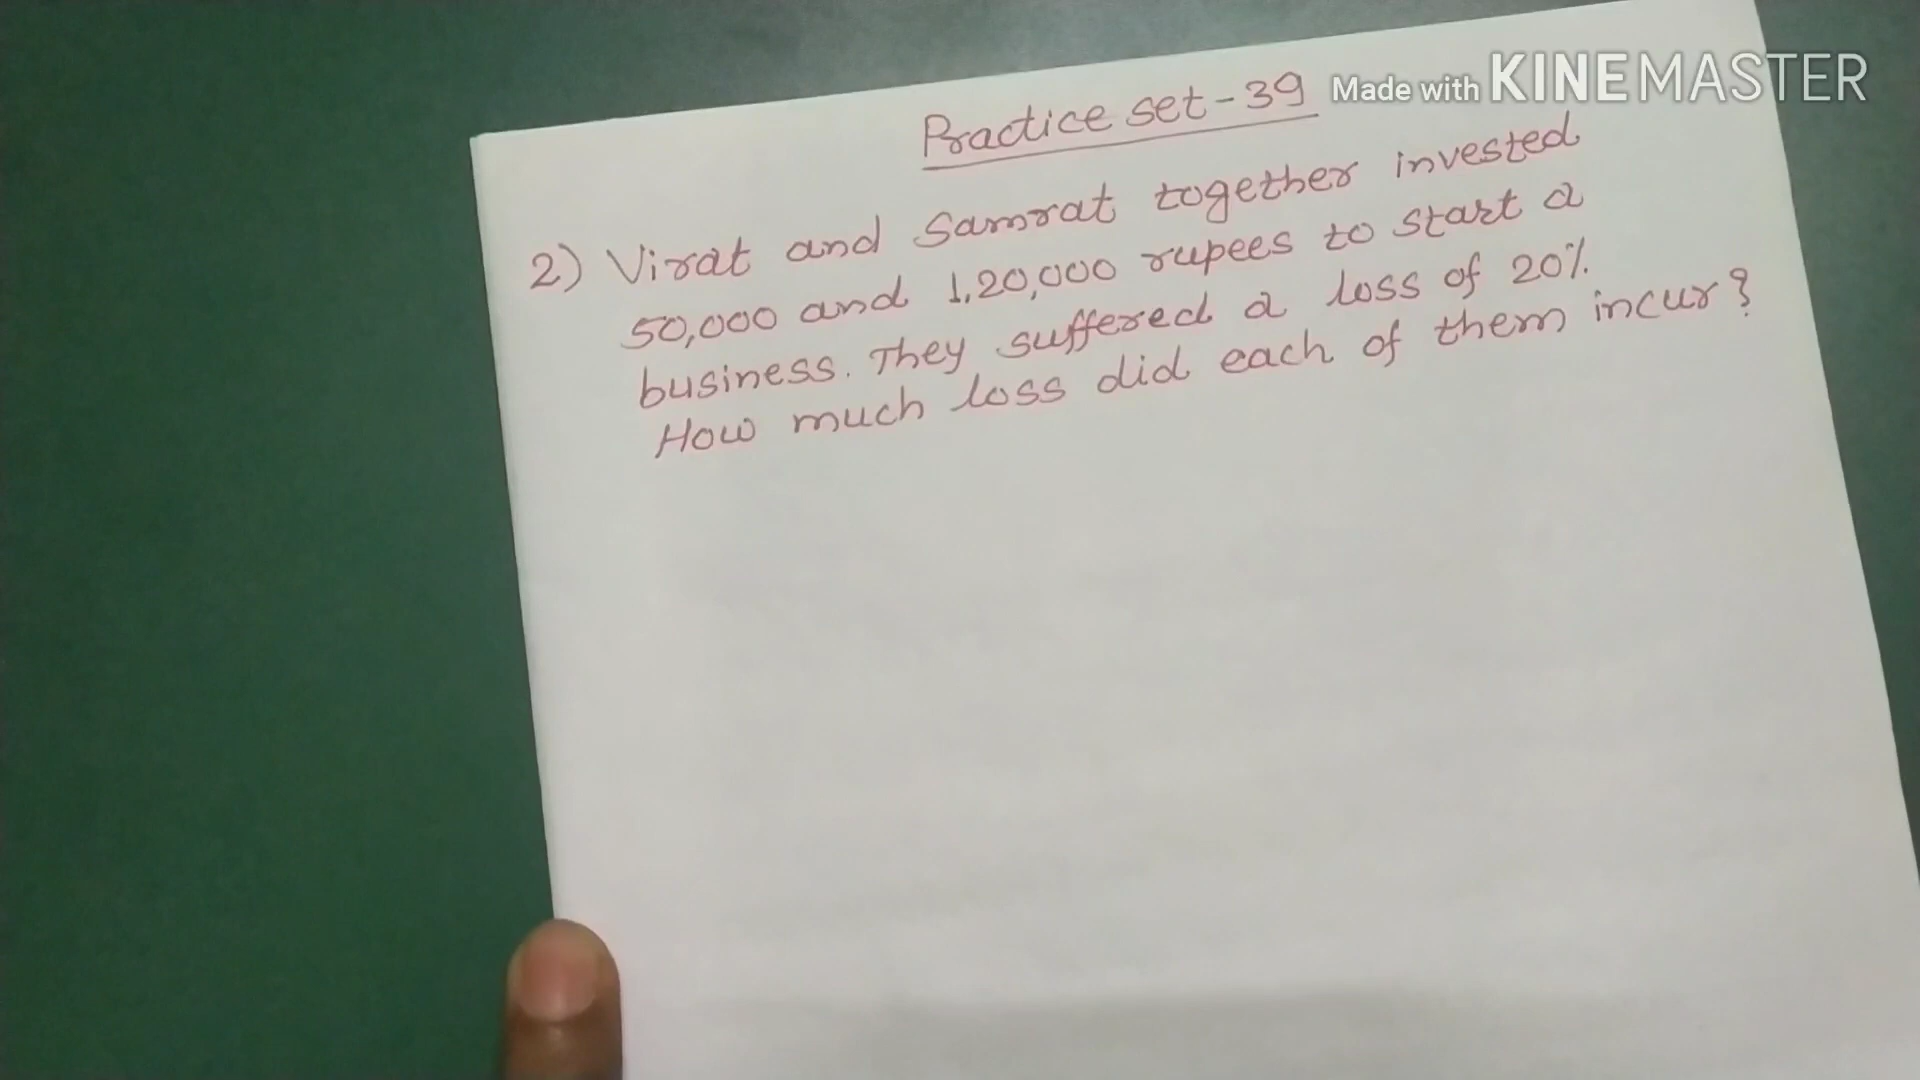 Made with KINEMASTER
Practice set-39
2) Virat and Samrat together invested
50,000 and 1,20,000 rupees to start a
business. They suffered a loss of 20%.
How much loss did each of them incur?